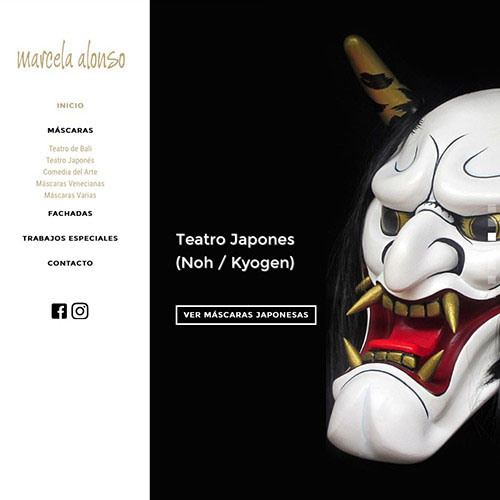 marcela alonso
INICIO
MÁSCARAS
Teatro de Bali
Teatro Japonés
Comedia del Arte
Máscaras Venecianas
Máscaras Varias
FACHADAS
TRABAJOS ESPECIALES
CONTACTO
Teatro Japones
(Noh / Kyogen)
VER MÁSCARAS JAPONESAS